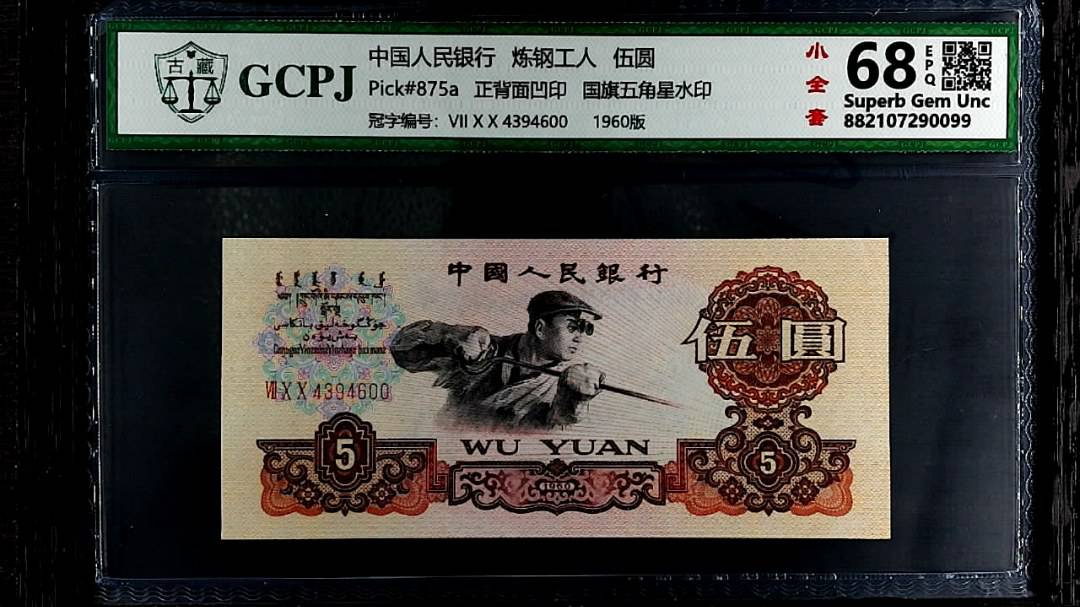 古藏
GCPJ
中国人民银行 炼钢工人 伍圆
Pick#875a 正背面凹印 国旗五角星水印
冠字编号: VII X X 4394600 1960版
小全套
68
EPQ
Superb Gem Unc
882107290099
中國人民銀行
伍圓
VII X X 4394600
WU YUAN
5
5
1960